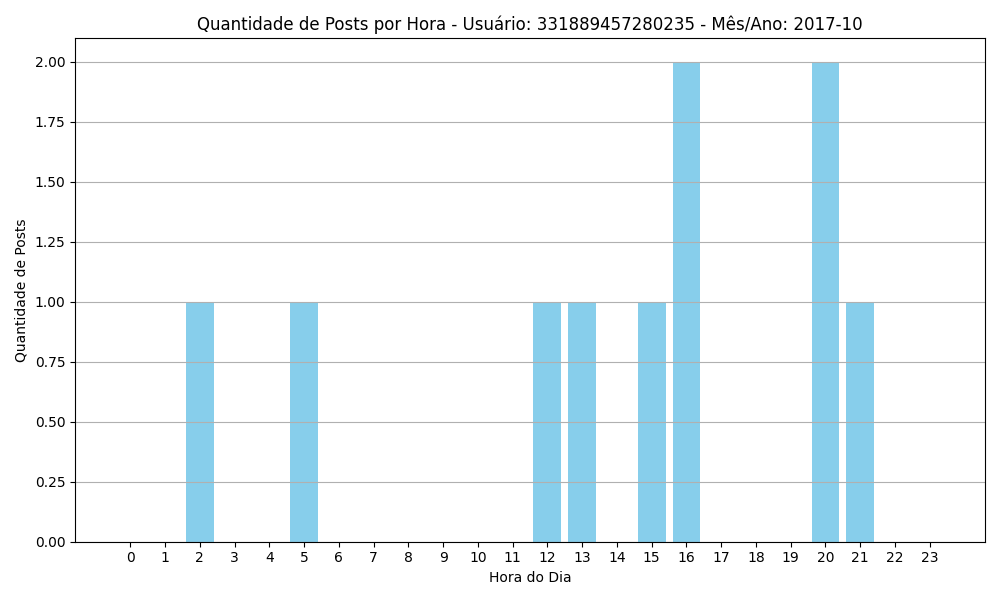 Quantidade de Posts por Hora - Usuário: 331889457280235 - Mês/Ano: 2017-10
Quantidade de Posts
2.00
1.75
1.50
1.25
1.00
0.75
0.50
0.25
0.00
0 1 2 3 4 5 6 7 8 9 10 11 12 13 14 15 16 17 18 19 20 21 22 23
Hora do Dia